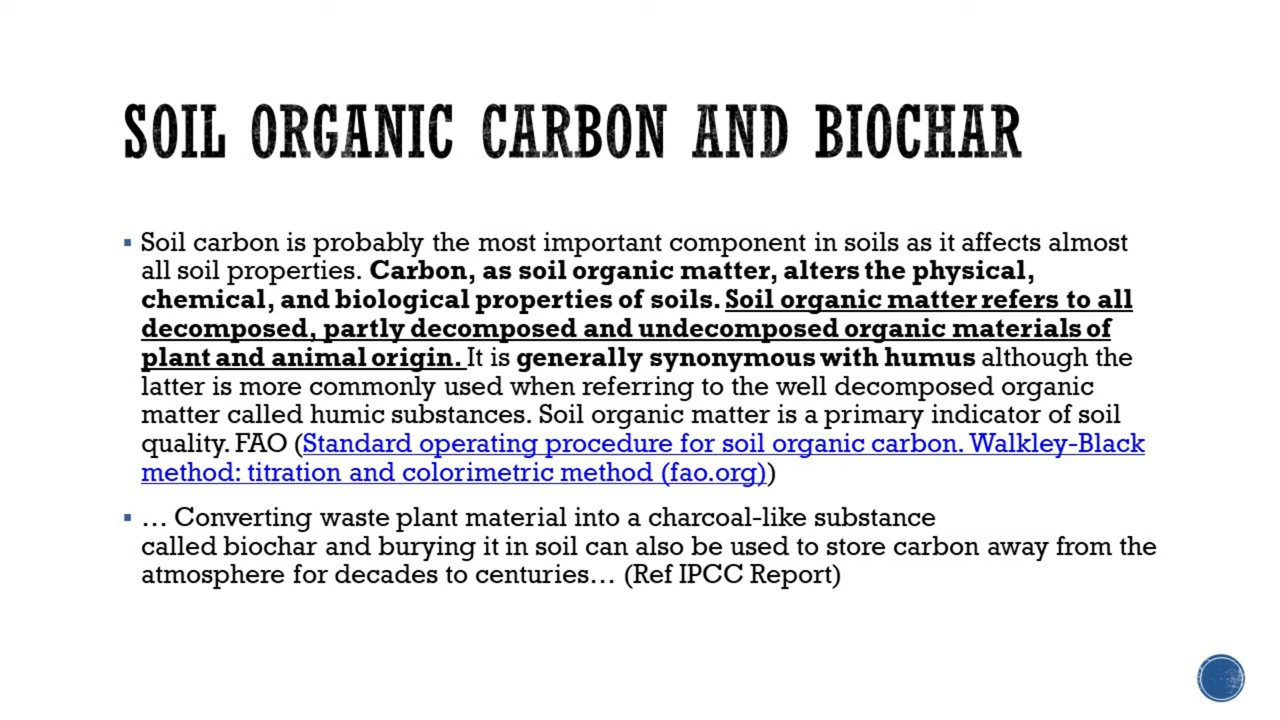 SOIL ORGANIC CARBON AND BIOCHAR
▪ Soil carbon is probably the most important component in soils as it affects almost
all soil properties. Carbon, as soil organic matter, alters the physical,
chemical, and biological properties of soils. Soil organic matter refers to all
decomposed, partly decomposed and undecomposed organic materials of
plant and animal origin. It is generally synonymous with humus although the
latter is more commonly used when referring to the well decomposed organic
matter called humic substances. Soil organic matter is a primary indicator of soil
quality. FAO (Standard operating procedure for soil organic carbon. Walkley-Black
method: titration and colorimetric method (fao.org))
▪ … Converting waste plant material into a charcoal-like substance
called biochar and burying it in soil can also be used to store carbon away from the
atmosphere for decades to centuries… (Ref IPCC Report)